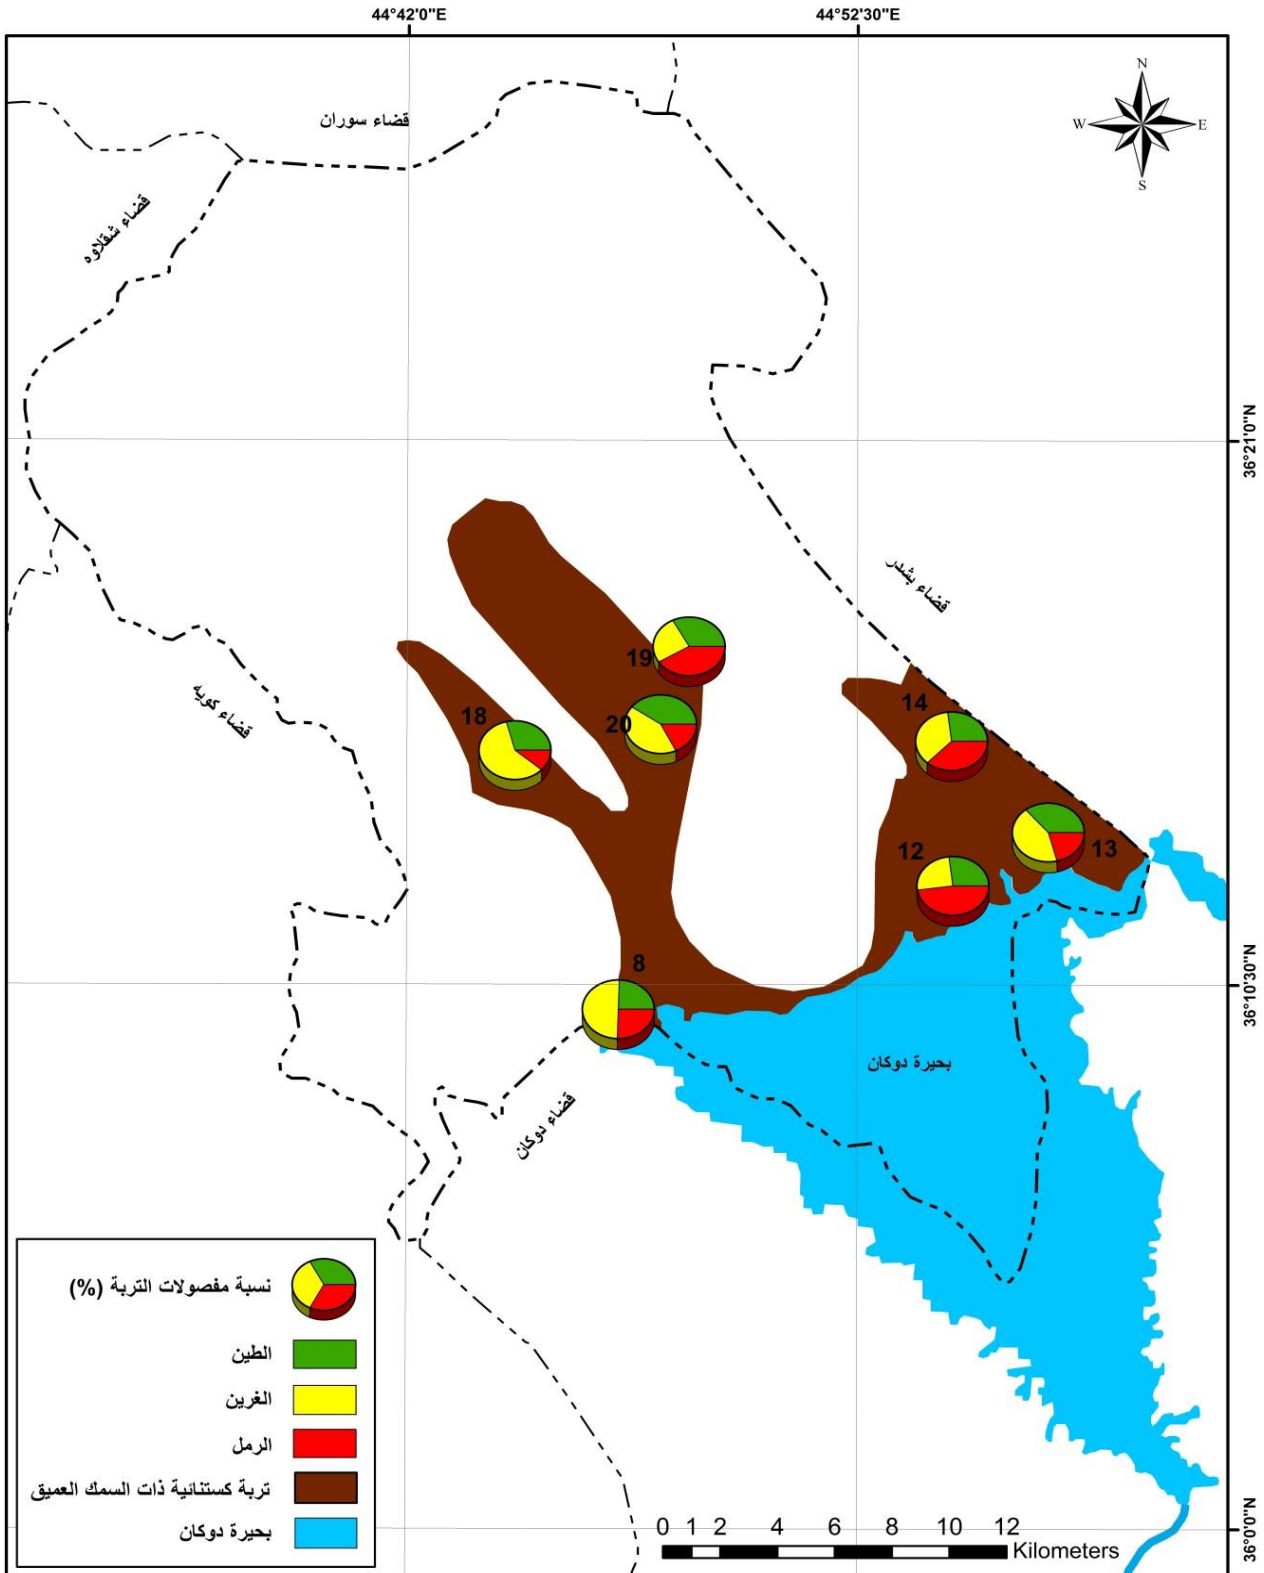 44°42'0"E
44°52'30"E
N
W
E
S
قضاء سوران
قضاء شقلاوه
36°21'0"N
قضاء بشدر
قضاء كويه
19
18
20
14
12
13
8
36°10'30"N
بحيرة دوكان
قضاء دوكان
نسبة مفصولات التربة (%)
الطين
الغرين
الرمل
تربة كستنائية ذات السمك العميق
بحيرة دوكان
0 1 2 4 6 8 10 12
Kilometers
36°0'0"N